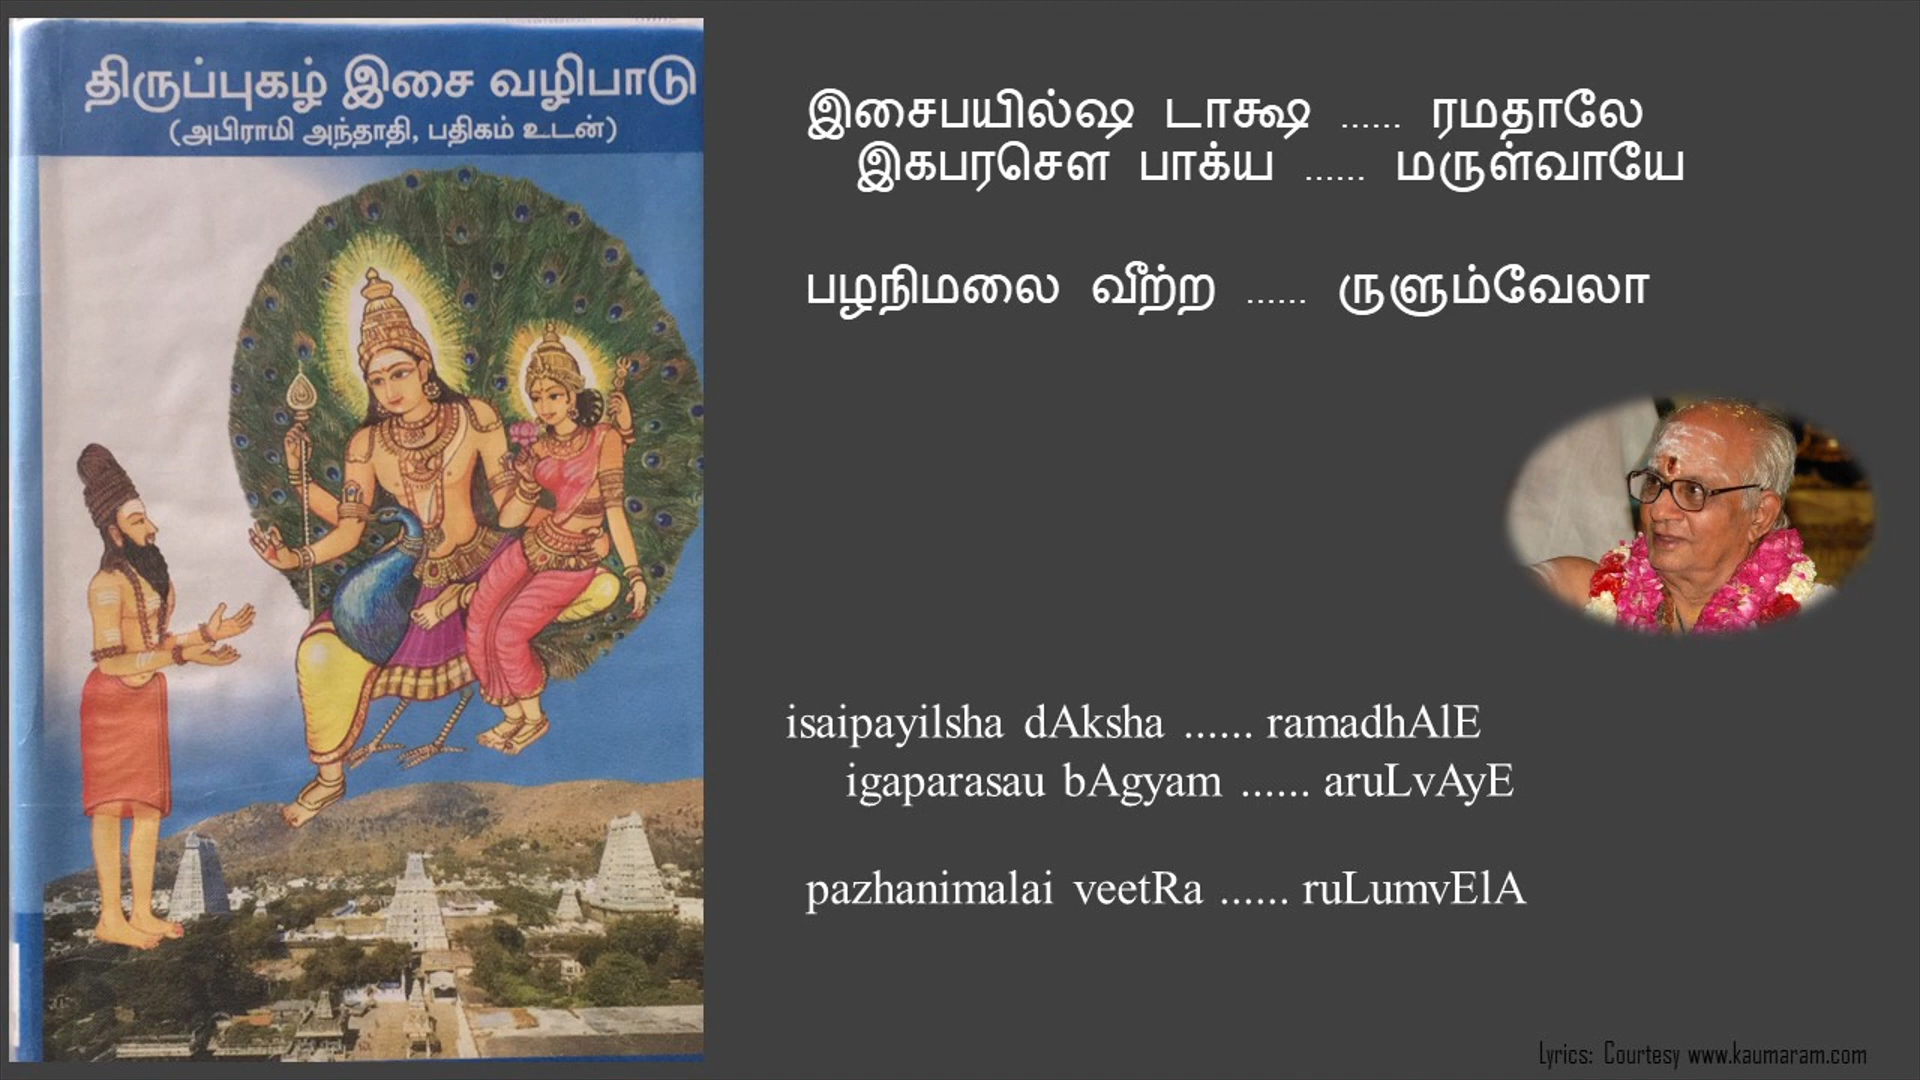 திருப்புகழ் இசை வழிபாடு
(அபிராமி அந்தாதி, பதிகம் உடன்)
இசைபயில்ஷ டாக்ஷ ...... ரமதாலே
இகபரசௌ பாக்ய ...... மருள்வாயே
பழநிமலை வீற்ற ...... ருளும்வேலா
isaipayilsha dAksha ...... ramadhAlE
igaparasau bAgyam ...... aruLvAyE
pazhanimalai veetRa ...... ruLumvElA
Lyrics: Courtesy www.kaumaram.com